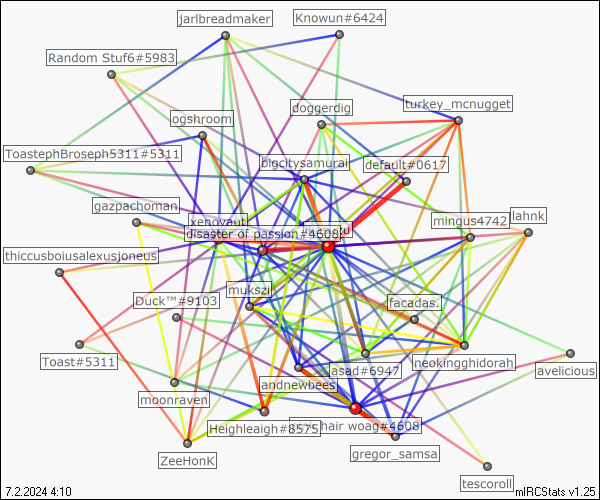 jarlbreadmaker
Knowun#6424
Random Stuf6#5983
doggerdig
turkey_mcnugget
ogshroom
ToastephBroseph5311#5311
bigcitysamurai
default#0617
gazpachoman
xenovaut
disaster of passion#4608
mingus4742
lahnk
thiccusboiusalexusjoneus
mukszi
Duck™#9103
facadas.
Toast#5311
asad#6947
neokingghidorah
avelicious
andnewbees
moonraven
Heighleaigh#8575
hair woag#4608
ZeeHonK
gregor_samsa
tescoroll
7.2.2024 4:10
mIRCStats v1.25